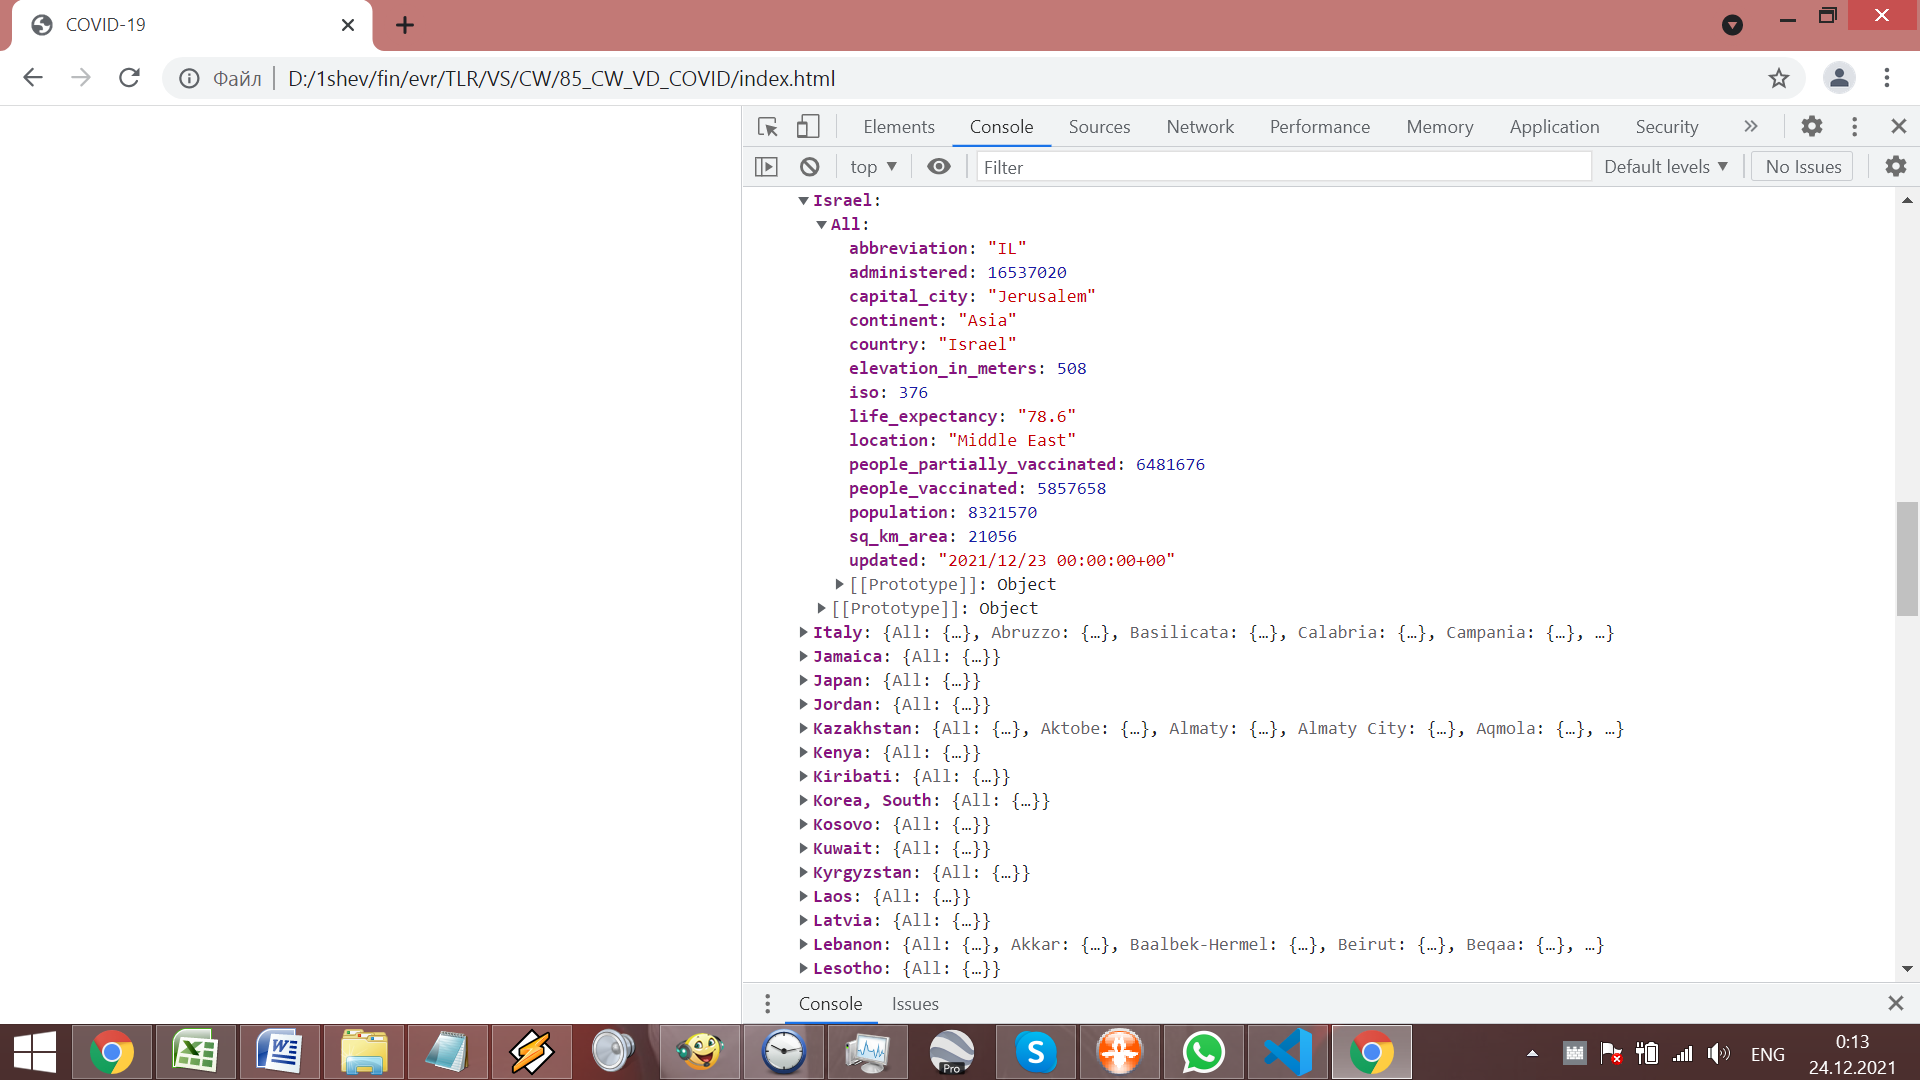 COVID-19
Файл
D:/1shev/fin/evr/TLR/VS/CW/85_CW_VD_COVID/index.html
Elements Console Sources Network Performance Memory Application Security
top Filter Default levels No Issues
Israel:
All:
abbreviation: "IL"
administered: 16537020
capital_city: "Jerusalem"
continent: "Asia"
country: "Israel"
elevation_in_meters: 508
iso: 376
life_expectancy: "78.6"
location: "Middle East"
people_partially_vaccinated: 6481676
people_vaccinated: 5857658
population: 8321570
sq_km_area: 21056
updated: "2021/12/23 00:00:00+00"
[[Prototype]]: Object
[[Prototype]]: Object
Italy: {All: {…}, Abruzzo: {…}, Basilicata: {…}, Calabria: {…}, Campania: {…}, …}
Jamaica: {All: {…}}
Japan: {All: {…}}
Jordan: {All: {…}}
Kazakhstan: {All: {…}, Aktobe: {…}, Almaty: {…}, Almaty City: {…}, Aqmola: {…}, …}
Kenya: {All: {…}}
Kiribati: {All: {…}}
Korea, South: {All: {…}}
Kosovo: {All: {…}}
Kuwait: {All: {…}}
Kyrgyzstan: {All: {…}}
Laos: {All: {…}}
Latvia: {All: {…}}
Lebanon: {All: {…}, Akkar: {…}, Baalbek-Hermel: {…}, Beirut: {…}, Beqaa: {…}, …}
Lesotho: {All: {…}}
Console Issues
Pro
ENG
0:13
24.12.2021